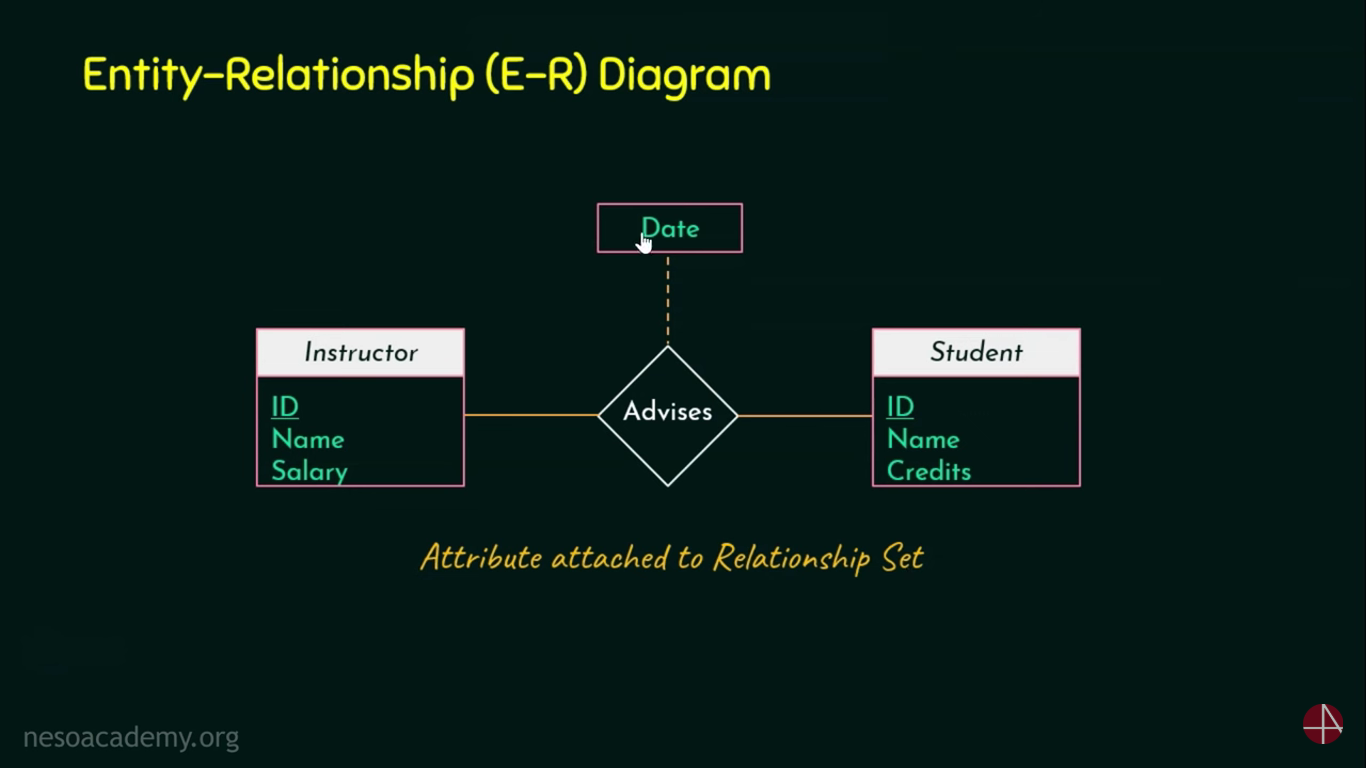 Entity-Relationship (E-R) Diagram
Date
Instructor
ID
Name
Salary
Advises
Student
ID
Name
Credits
Attribute attached to Relationship Set
nesoacademy.org